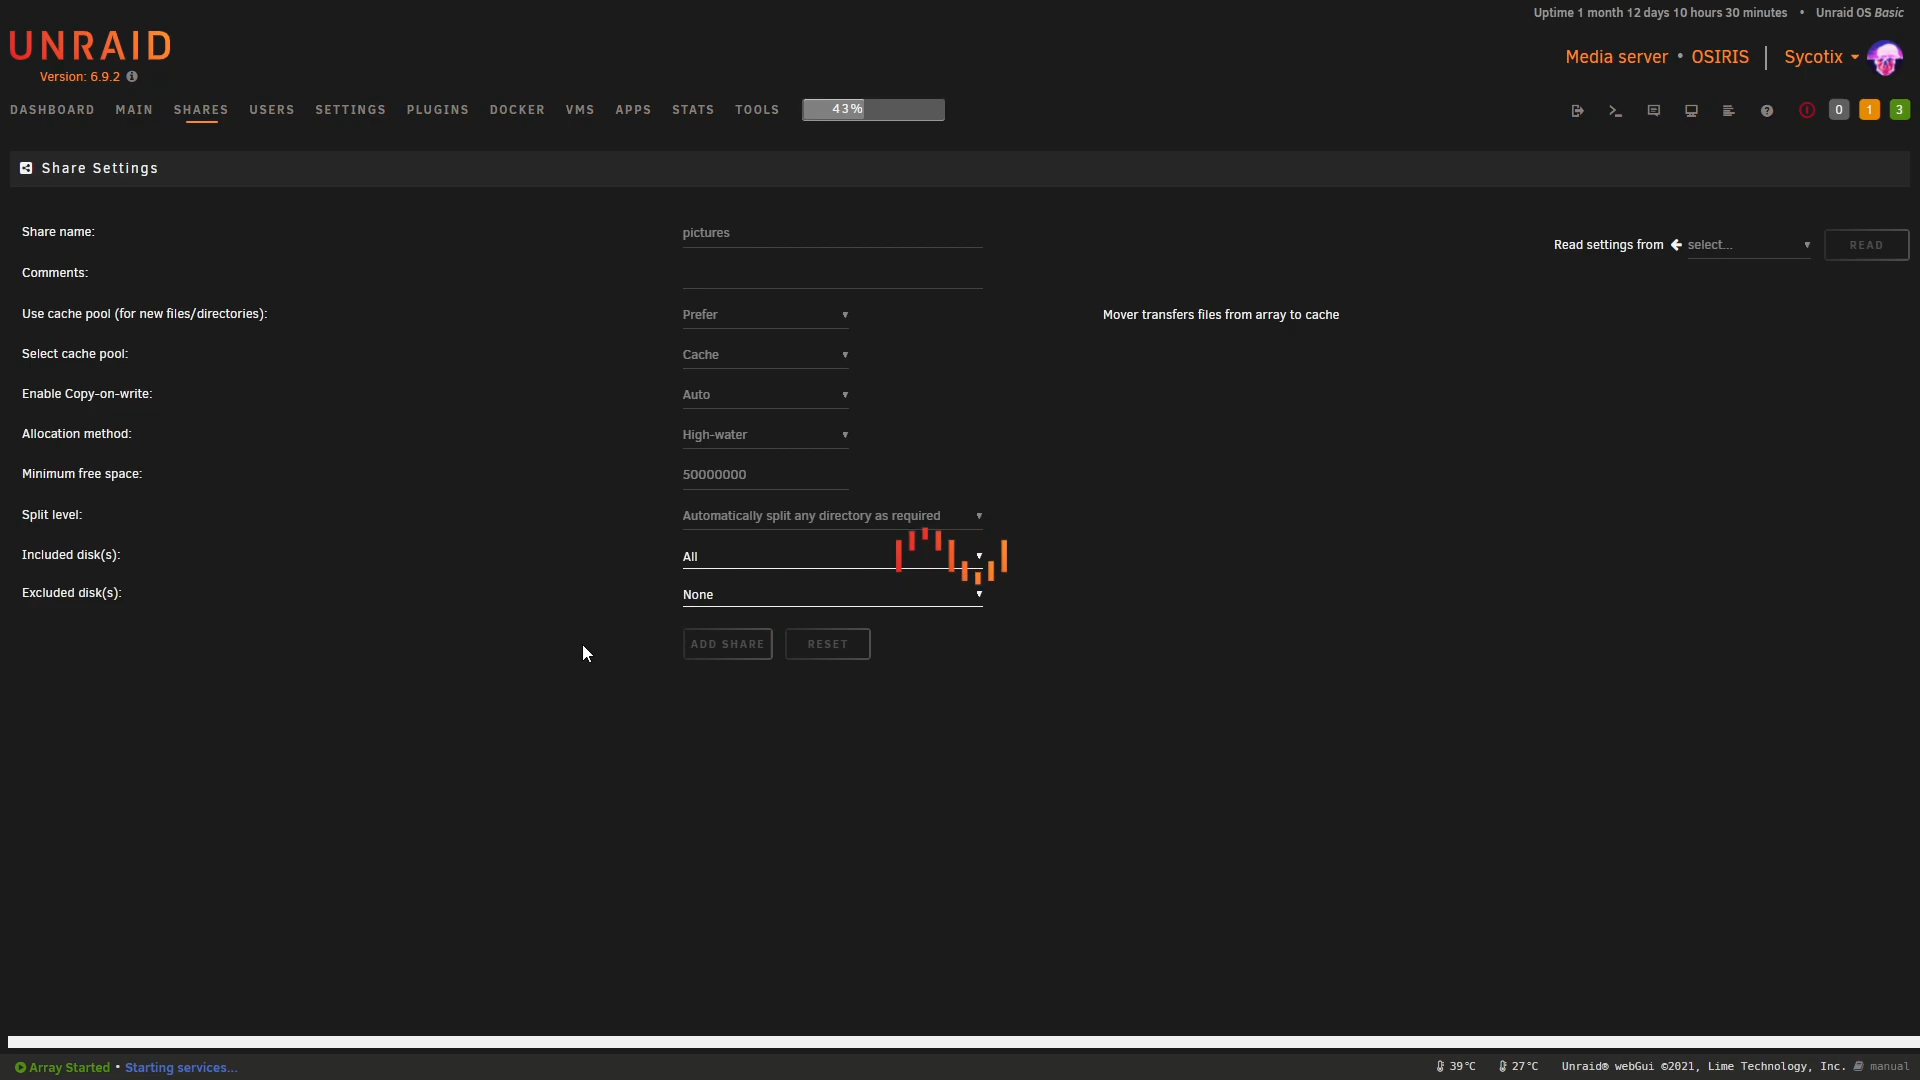 Uptime 1 month 12 days 10 hours 30 minutes • Unraid OS Basic
UNRAID
Version: 6.9.2
Media server • OSIRIS | Sycotix
DASHBOARD MAIN SHARES USERS SETTINGS PLUGINS DOCKER VMS APPS STATS TOOLS 43% 0 1 3
Share Settings
Share name: pictures
Read settings from select... READ
Comments:
Use cache pool (for new files/directories): Prefer Mover transfers files from array to cache
Select cache pool: Cache
Enable Copy-on-write: Auto
Allocation method: High-water
Minimum free space: 50000000
Split level: Automatically split any directory as required
Included disk(s): All
Excluded disk(s): None
ADD SHARE RESET
Array Started • Starting services... 39°C 27°C Unraid® webGui ©2021, Lime Technology, Inc. manual